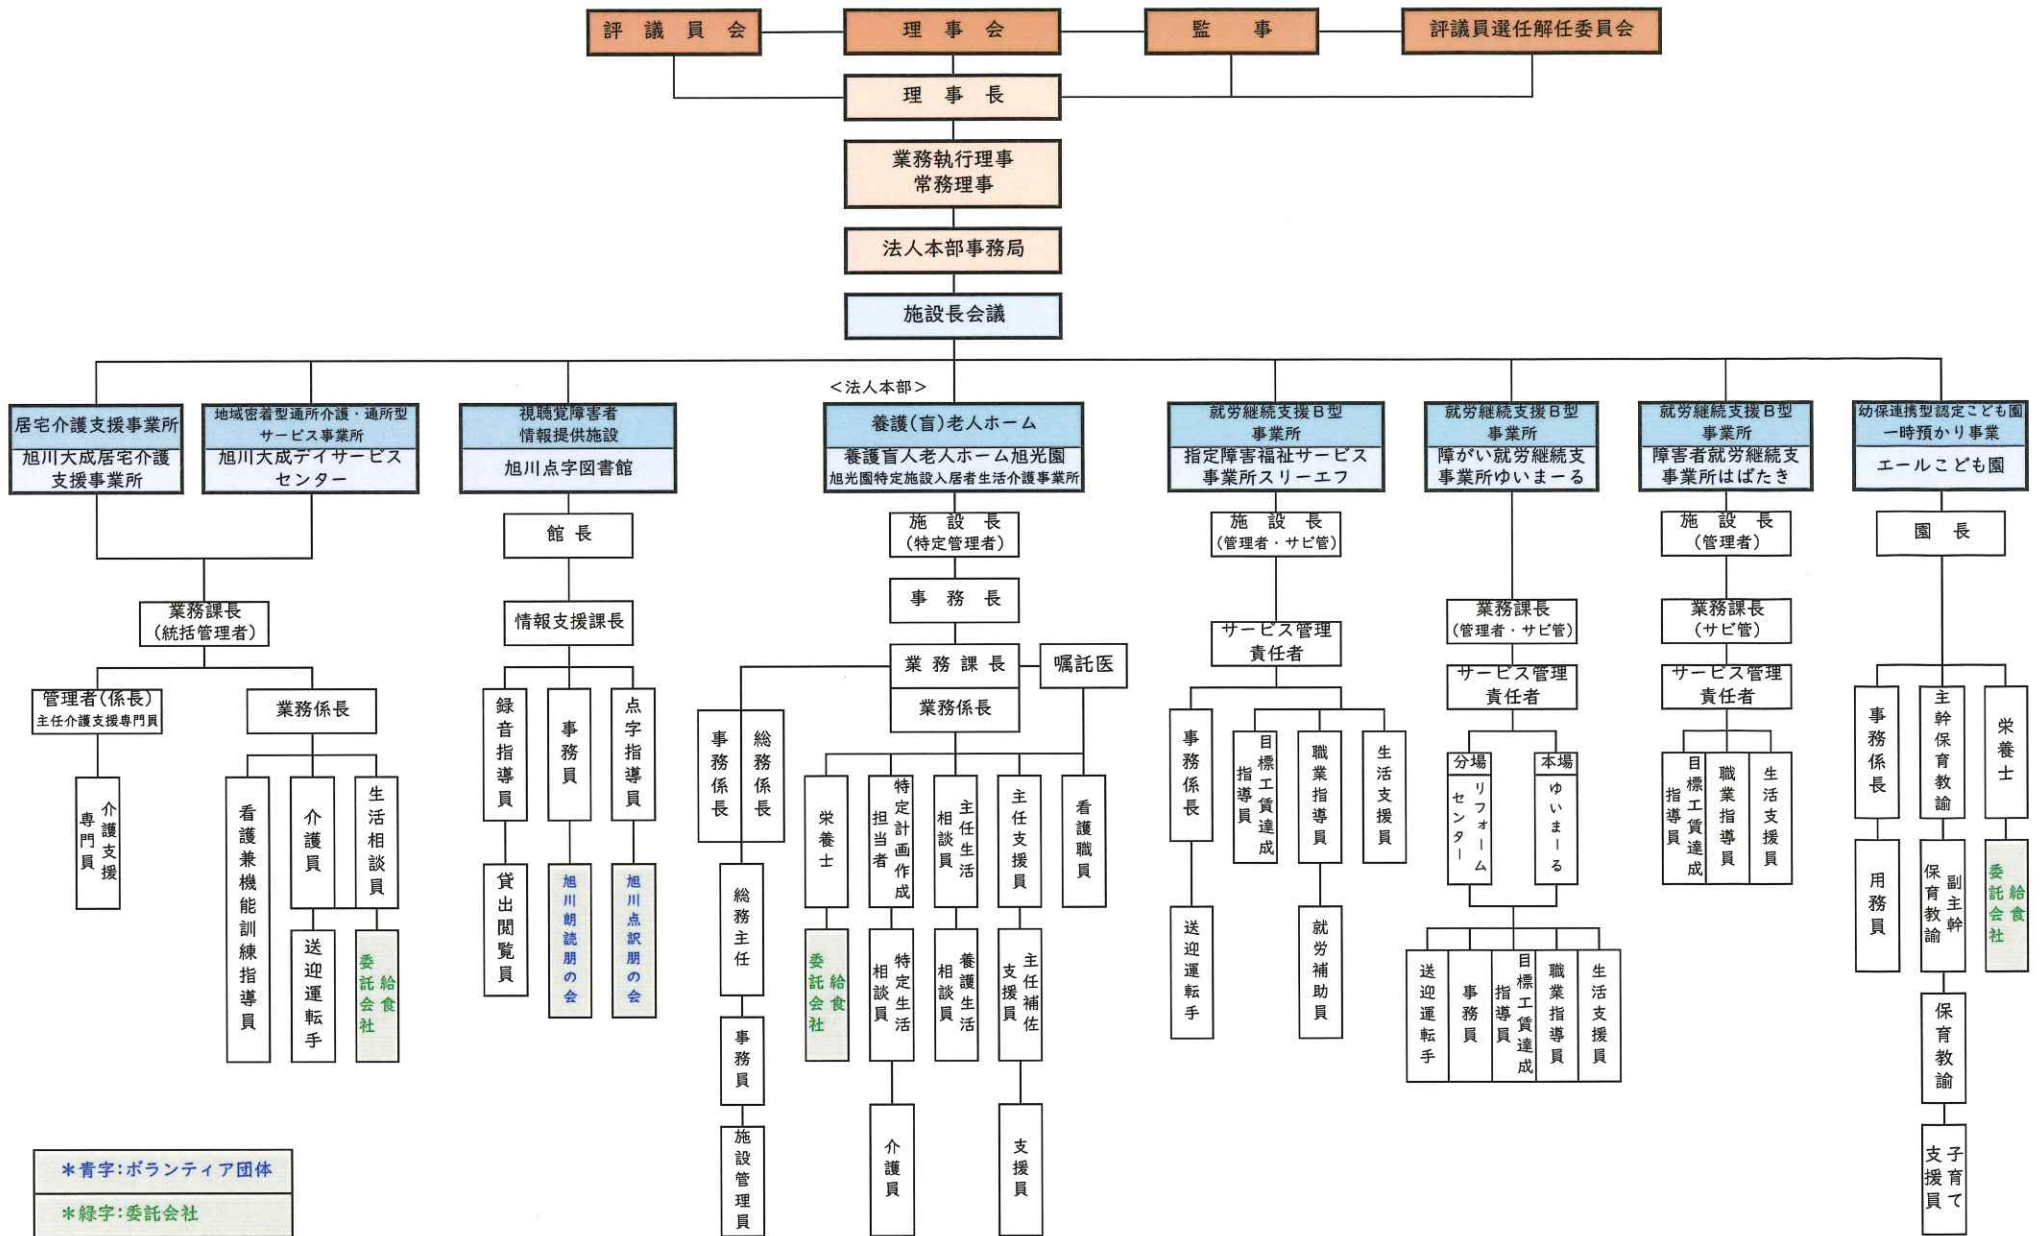 評議員会
理事会
監事
評議員選任解任委員会
理事長
業務執行理事
常務理事
法人本部事務局
施設長会議
<法人本部>
居宅介護支援事業所
旭川大成居宅介護
支援事業所
地域密着型通所介護・通所型
サービス事業所
旭川大成デイサービス
センター
視聴覚障害者
情報提供施設
旭川点字図書館
養護(盲)老人ホーム
養護盲人老人ホーム旭光園
旭光園特定施設入居者生活介護事業所
就労継続支援B型
事業所
指定障害福祉サービス
事業所スリーエフ
就労継続支援B型
事業所
障がい就労継続支
事業所ゆいまーる
就労継続支援B型
事業所
障害者就労継続支
事業所はばたき
幼保連携型認定こども園
一時預かり事業
エールこども園
業務課長
(統括管理者)
管理者(係長)
主任介護支援専門員
業務係長
介護支援
専門員
看護兼機能訓練指導員
介護員
生活相談員
送迎運転手
給食
委託会社
館長
情報支援課長
録音指導員
事務員
点字指導員
貸出閲覧員
旭川朗読朋の会
旭川点訳朋の会
施設長
(特定管理者)
事務長
業務課長
業務係長
嘱託医
総務係長
事務係長
総務主任
事務員
施設管理員
栄養士
特定計画作成
担当者
主任生活
相談員
主任支援員
看護職員
給食
委託会社
特定生活
相談員
養護生活
相談員
主任補佐
支援員
介護員
支援員
施設長
(管理者・サビ管)
サービス管理
責任者
事務係長
目標工賃達成
指導員
職業指導員
生活支援員
送迎運転手
就労補助員
業務課長
(管理者・サビ管)
サービス管理
責任者
分場
リフォーム
センター
本場
ゆいまーる
送迎運転手
事務員
目標工賃達成
指導員
職業指導員
生活支援員
施設長
(管理者)
業務課長
(サビ管)
サービス管理
責任者
目標工賃達成
指導員
職業指導員
生活支援員
園長
事務係長
主幹保育教諭
栄養士
用務員
副主幹
保育教諭
給食
委託会社
保育教諭
子育て
支援員
*青字:ボランティア団体
*緑字:委託会社